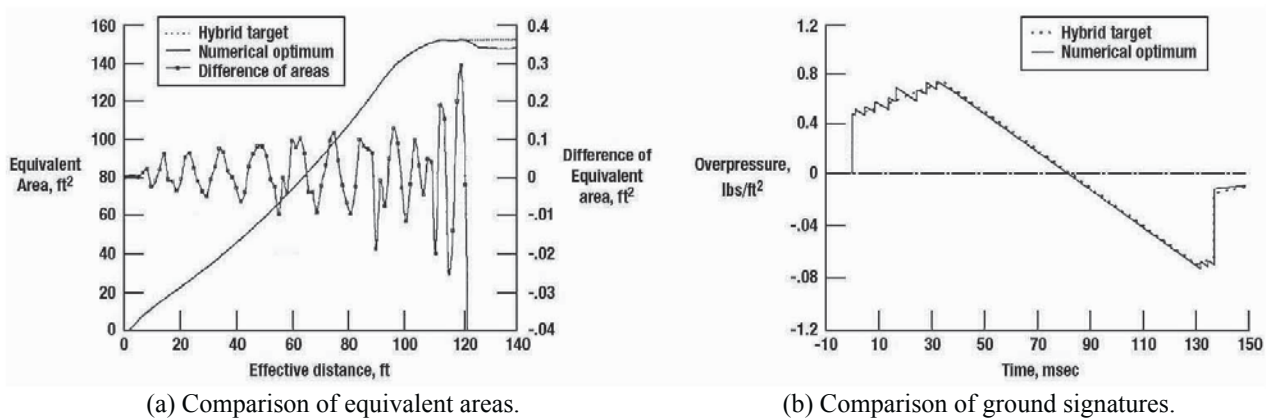 160
140
120
100
80
60
40
20
0
Equivalent
Area, ft²
Hybrid target
Numerical optimum
Difference of areas
0.4
0.3
0.2
0.1
0
-.01
-.02
-.03
-.04
Difference of
Equivalent
area, ft²
0 20 40 60 80 100 120 140
Effective distance, ft
(a) Comparison of equivalent areas.
1.2
0.8
0.4
0
-.04
-.08
-1.2
Overpressure,
lbs/ft²
Hybrid target
Numerical optimum
-10 10 30 50 70 90 110 130 150
Time, msec
(b) Comparison of ground signatures.